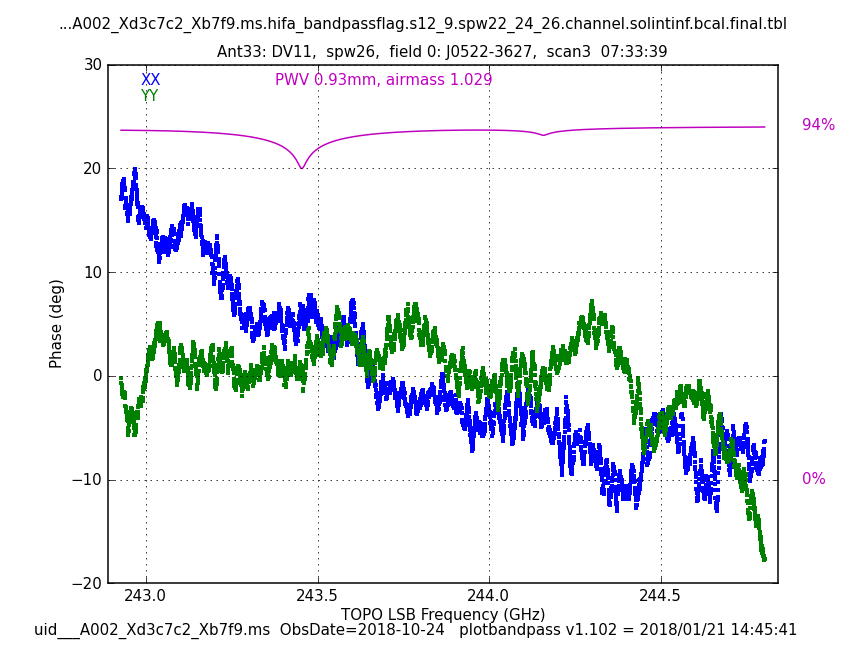 ...A002_Xd3c7c2_Xb7f9.ms.hifa_bandpassflag.s12_9.spw22_24_26.channel.solintinf.bcal.final.tbl
Ant33: DV11,  spw26,  field 0: J0522-3627,  scan3  07:33:39
30
XX
PWV 0.93mm, airmass 1.029
YY
94%
20
10
Phase (deg)
0
−10
0%
−20
243.0
243.5
244.0
244.5
TOPO LSB Frequency (GHz)
uid___A002_Xd3c7c2_Xb7f9.ms  ObsDate=2018-10-24   plotbandpass v1.102 = 2018/01/21 14:45:41